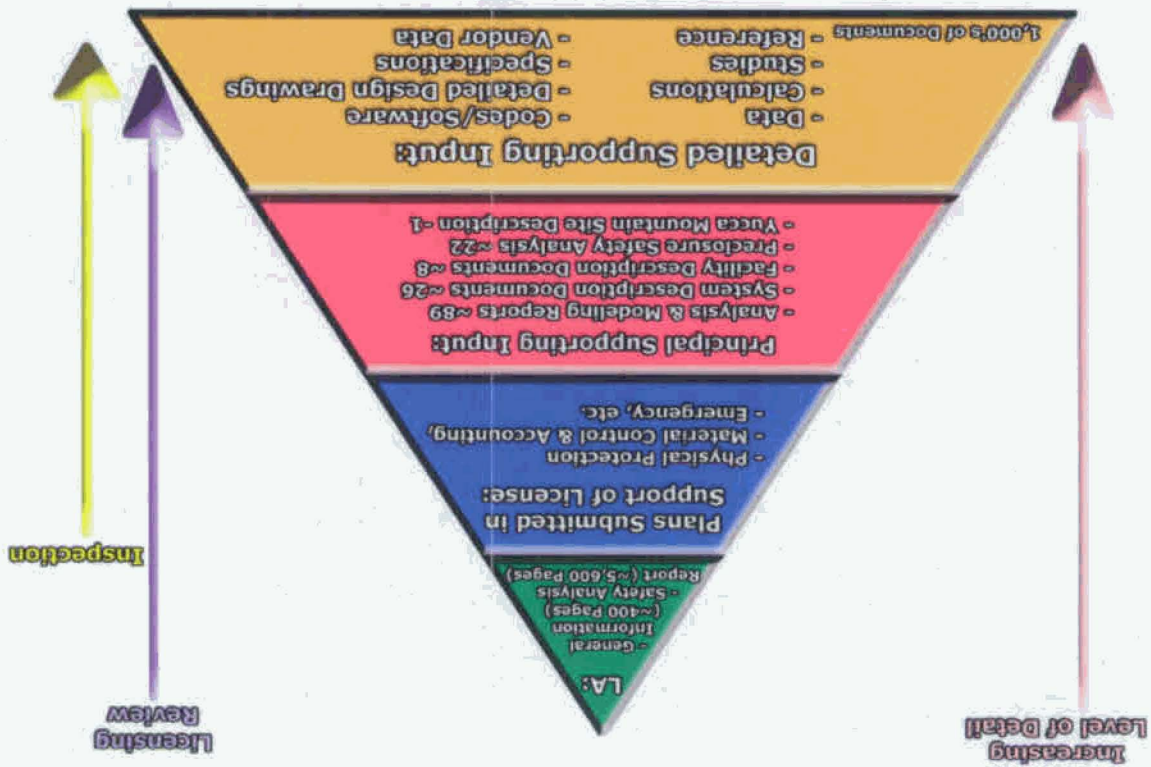 Increasing
Level of Detail
Licensing
Review
Inspection
LA:
- General
Information
(~400 Pages)
- Safety Analysis
Report (~5,600 Pages)
Plans Submitted in
Support of License:
- Physical Protection
- Material Control & Accounting,
- Emergency, etc.
Principal Supporting Input:
- Analysis & Modeling Reports ~89
- System Description Documents ~26
- Facility Description Documents ~8
- Preclosure Safety Analysis ~22
- Yucca Mountain Site Description -1
Detailed Supporting Input:
- Data
- Calculations
- Studies
- Reference
- Codes/Software
- Detailed Design Drawings
- Specifications
- Vendor Data
1,000's of Documents